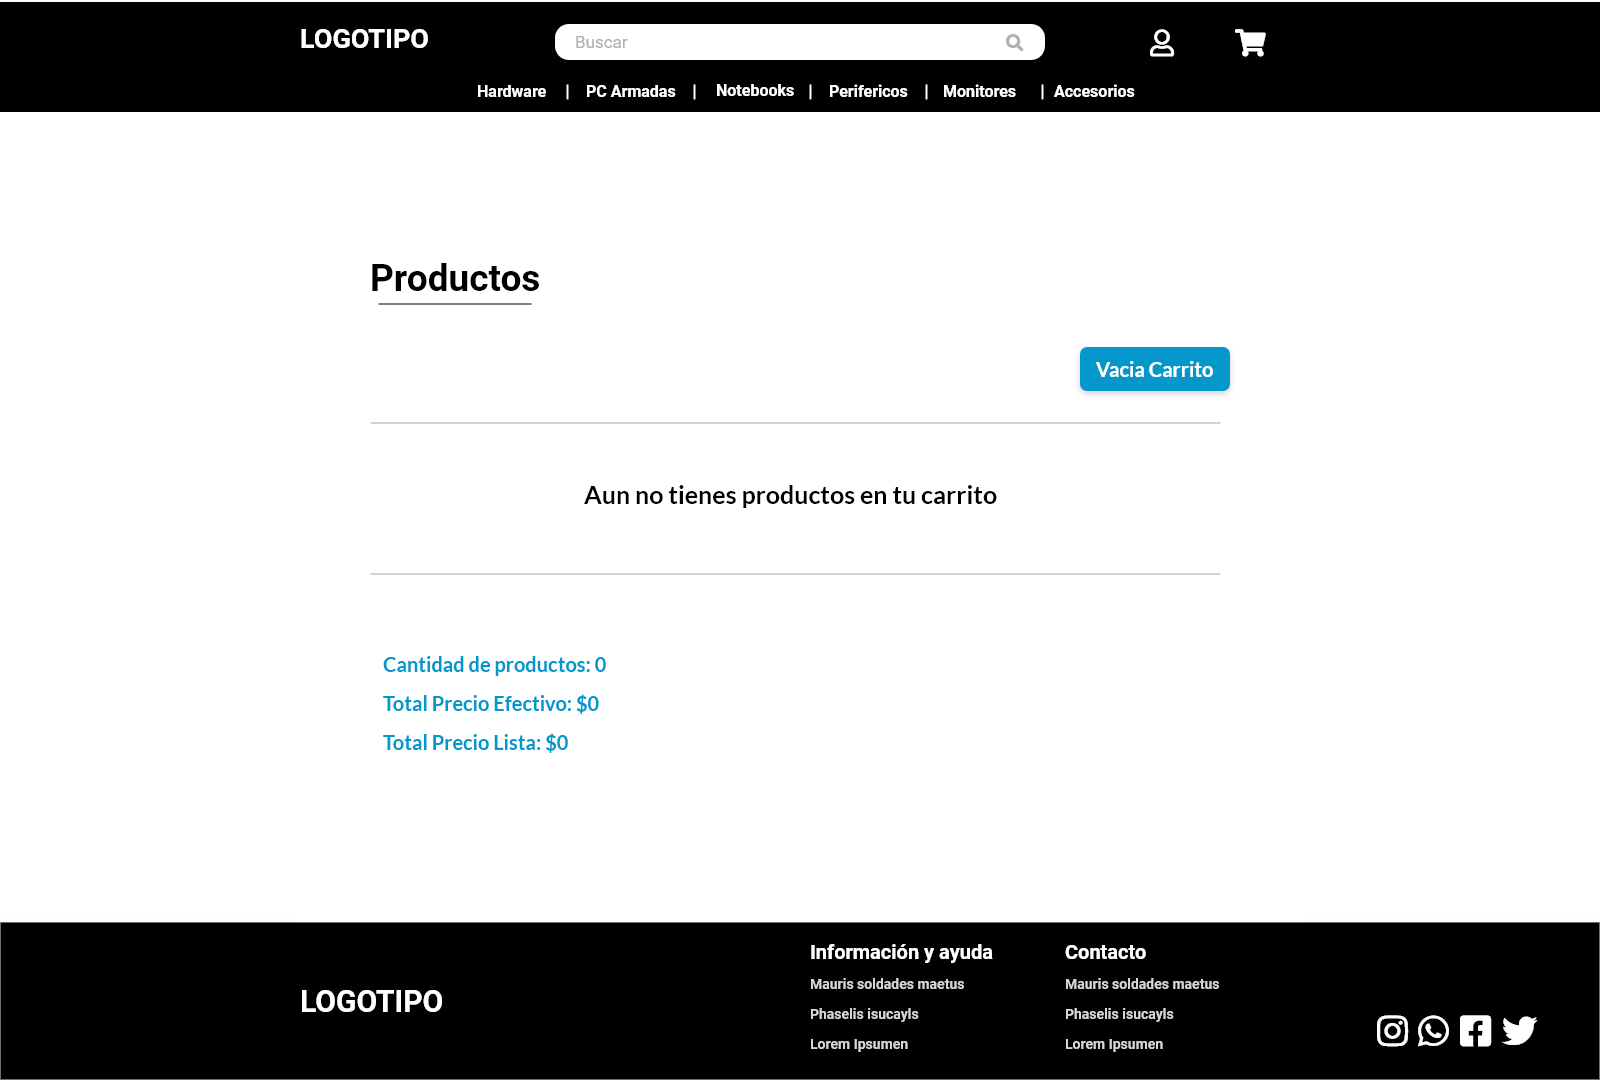 LOGOTIPO
Buscar
Hardware | PC Armadas | Notebooks | Perifericos | Monitores | Accesorios
Productos
Vacia Carrito
Aun no tienes productos en tu carrito
Cantidad de productos: 0
Total Precio Efectivo: $0
Total Precio Lista: $0
LOGOTIPO
Información y ayuda
Mauris soldades maetus
Phaselis isucayls
Lorem Ipsumen
Contacto
Mauris soldades maetus
Phaselis isucayls
Lorem Ipsumen